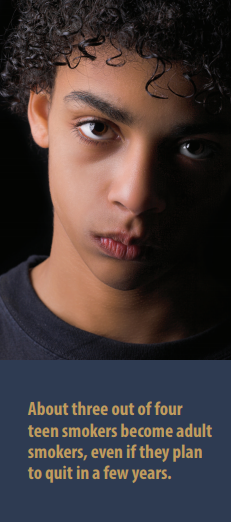 About three out of four
teen smokers become adult
smokers, even if they plan
to quit in a few years.